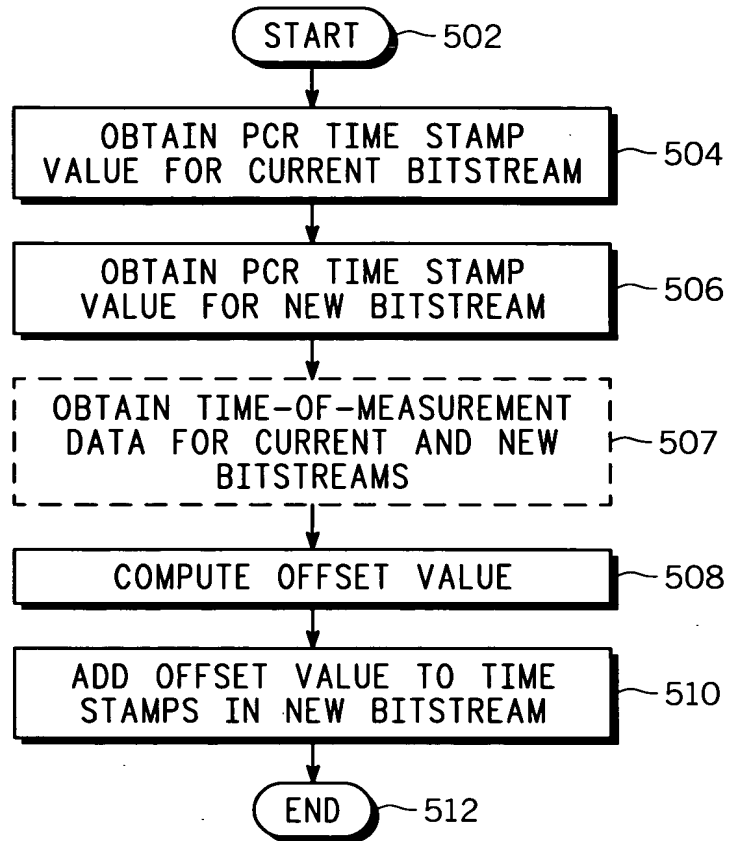 START
502
OBTAIN PCR TIME STAMP
VALUE FOR CURRENT BITSTREAM
504
OBTAIN PCR TIME STAMP
VALUE FOR NEW BITSTREAM
506
OBTAIN TIME-OF-MEASUREMENT
DATA FOR CURRENT AND NEW
BITSTREAMS
507
COMPUTE OFFSET VALUE
508
ADD OFFSET VALUE TO TIME
STAMPS IN NEW BITSTREAM
510
END
512